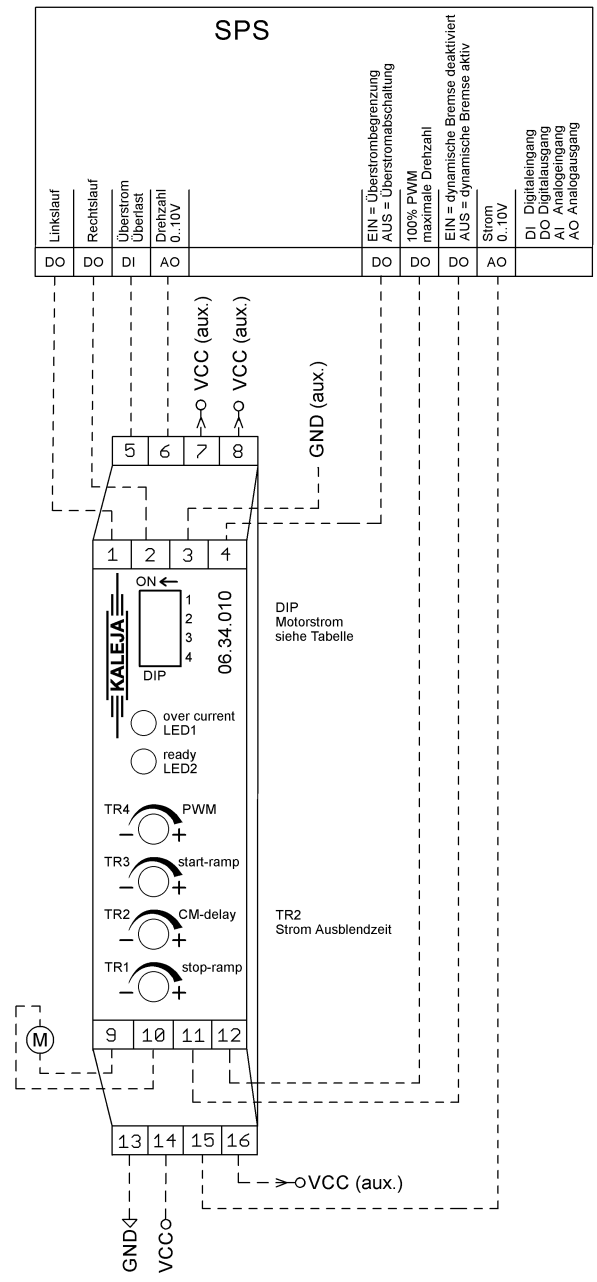 SPS
Linkslauf
Rechtslauf
Überstrom
Überlast
Drehzahl
0..10V
EIN = Überstrombegrenzung
AUS = Überstromabschaltung
100% PWM
maximale Drehzahl
EIN = dynamische Bremse deaktiviert
AUS = dynamische Bremse aktiv
Strom
0..10V
DI Digitaleingang
DO Digitalausgang
AI Analogeingang
AO Analogausgang
DO DO DI AO DO DO DO AO
VCC (aux.)
VCC (aux.)
GND (aux.)
5 6 7 8
1 2 3 4
ON
1
2
3
4
DIP
KALEJA
06.34.010
DIP
Motorstrom
siehe Tabelle
over current
LED1
ready
LED2
TR4 PWM
− +
TR3 start-ramp
− +
TR2 CM-delay
− +
TR1 stop-ramp
− +
TR2
Strom Ausblendzeit
M
9 10 11 12
13 14 15 16
VCC (aux.)
GND
VCC